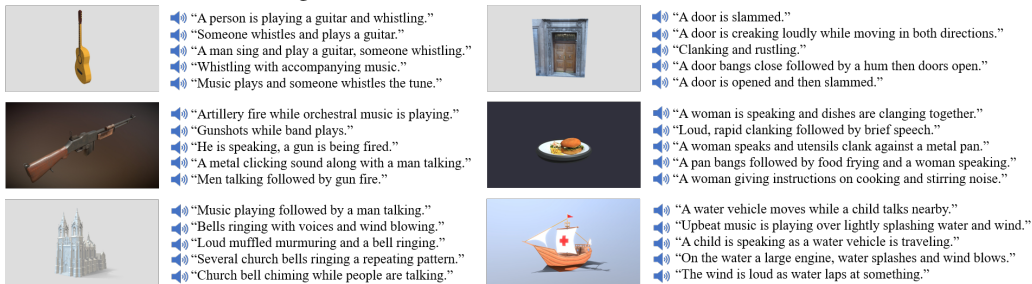 “A person is playing a guitar and whistling.”
“Someone whistles and plays a guitar.”
“A man sing and play a guitar, someone whistling.”
“Whistling with accompanying music.”
“Music plays and someone whistles the tune.”
“A door is slammed.”
“A door is creaking loudly while moving in both directions.”
“Clanking and rustling.”
“A door bangs close followed by a hum then doors open.”
“A door is opened and then slammed.”
“Artillery fire while orchestral music is playing.”
“Gunshots while band plays.”
“He is speaking, a gun is being fired.”
“A metal clicking sound along with a man talking.”
“Men talking followed by gun fire.”
“A woman is speaking and dishes are clanging together.”
“Loud, rapid clanking followed by brief speech.”
“A woman speaks and utensils clank against a metal pan.”
“A pan bangs followed by food frying and a woman speaking.”
“A woman giving instructions on cooking and stirring noise.”
“Music playing followed by a man talking.”
“Bells ringing with voices and wind blowing.”
“Loud muffled murmuring and a bell ringing.”
“Several church bells ringing a repeating pattern.”
“Church bell chiming while people are talking.”
“A water vehicle moves while a child talks nearby.”
“Upbeat music is playing over lightly splashing water and wind.”
“A child is speaking as a water vehicle is traveling.”
“On the water a large engine, water splashes and wind blows.”
“The wind is loud as water laps at something.”